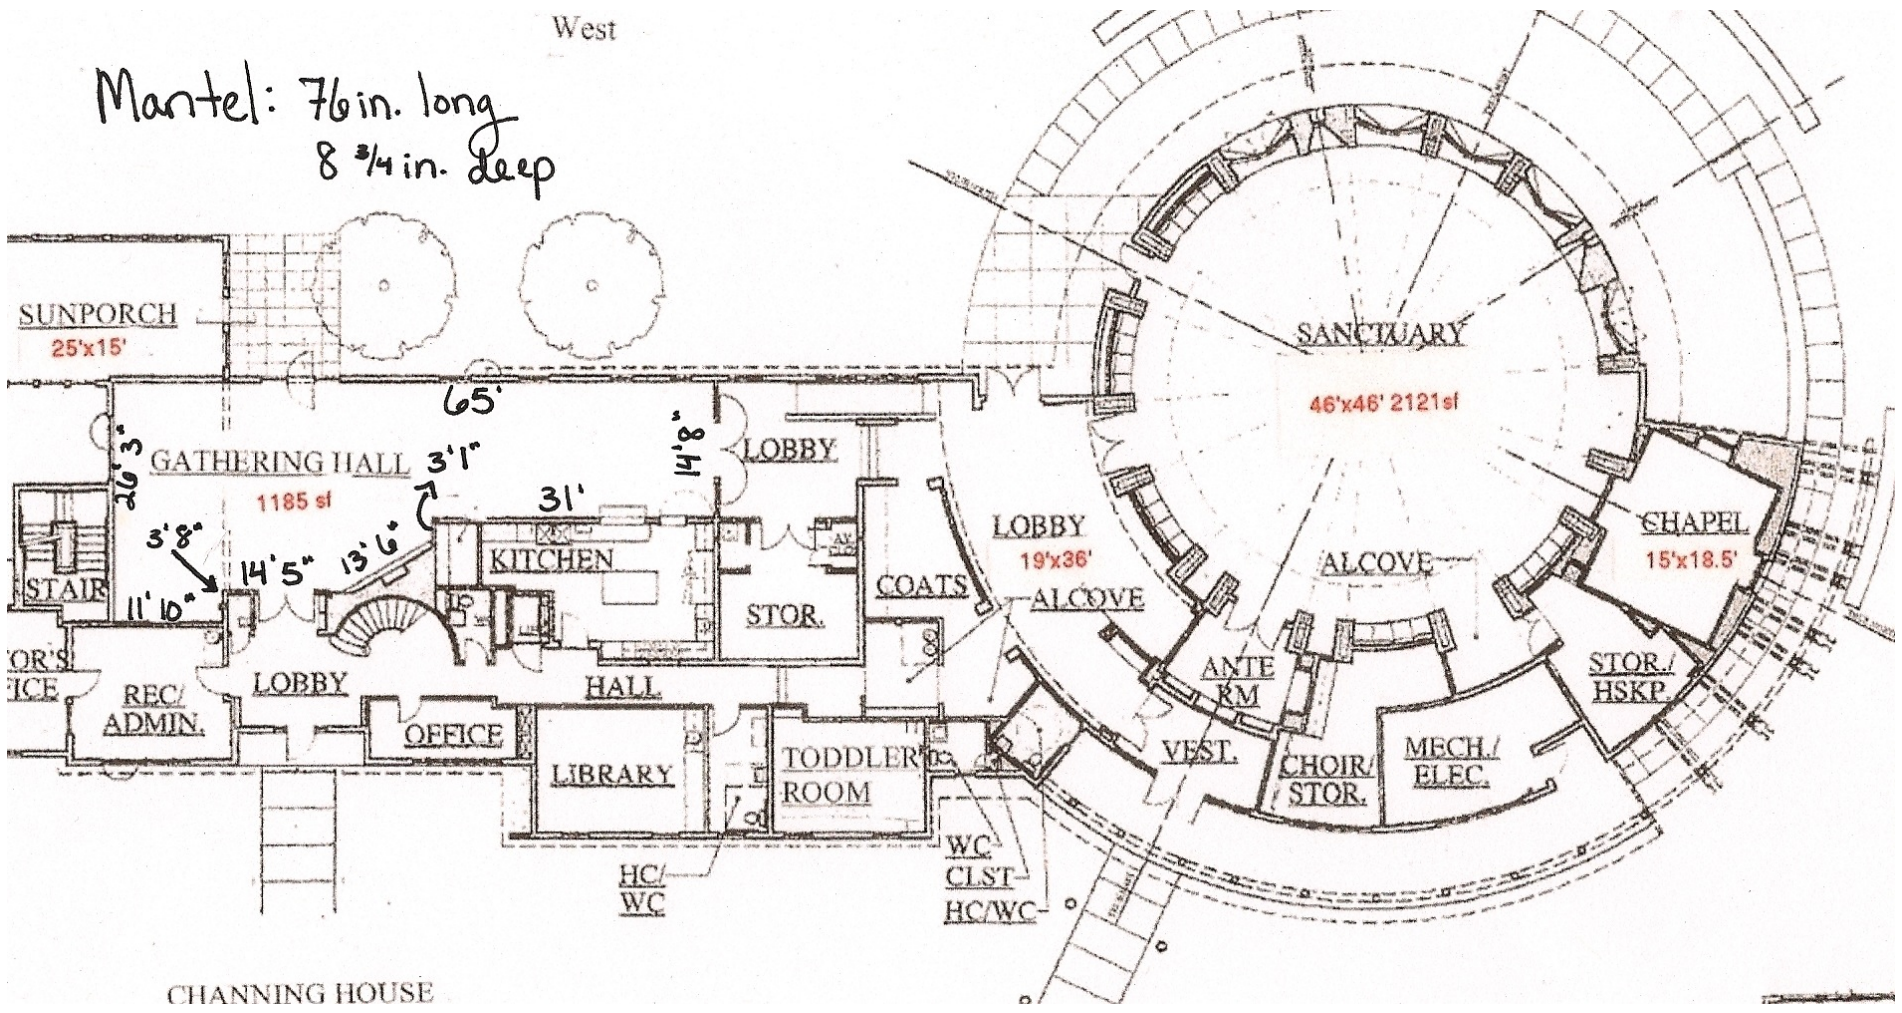 West
Mantel: 76 in. long
8 3/4 in. deep
SUNPORCH
25'x15'
65'
26' 3"
GATHERING HALL
1185 sf
3'1"
14'8"
LOBBY
31'
3'8"
14'5"
13' 6"
11' 10"
STAIR
KITCHEN
STOR.
COATS
LOBBY
19'x36'
ALCOVE
SANCTUARY
46'x46' 2121sf
ALCOVE
CHAPEL
15'x18.5'
REC/
ADMIN.
LOBBY
OFFICE
HALL
LIBRARY
TODDLER
ROOM
ANTE
RM
VEST.
CHOIR/
STOR.
MECH./
ELEC.
STOR./
HSKP.
HC/
WC
WC
CLST
HC/WC
CHANNING HOUSE